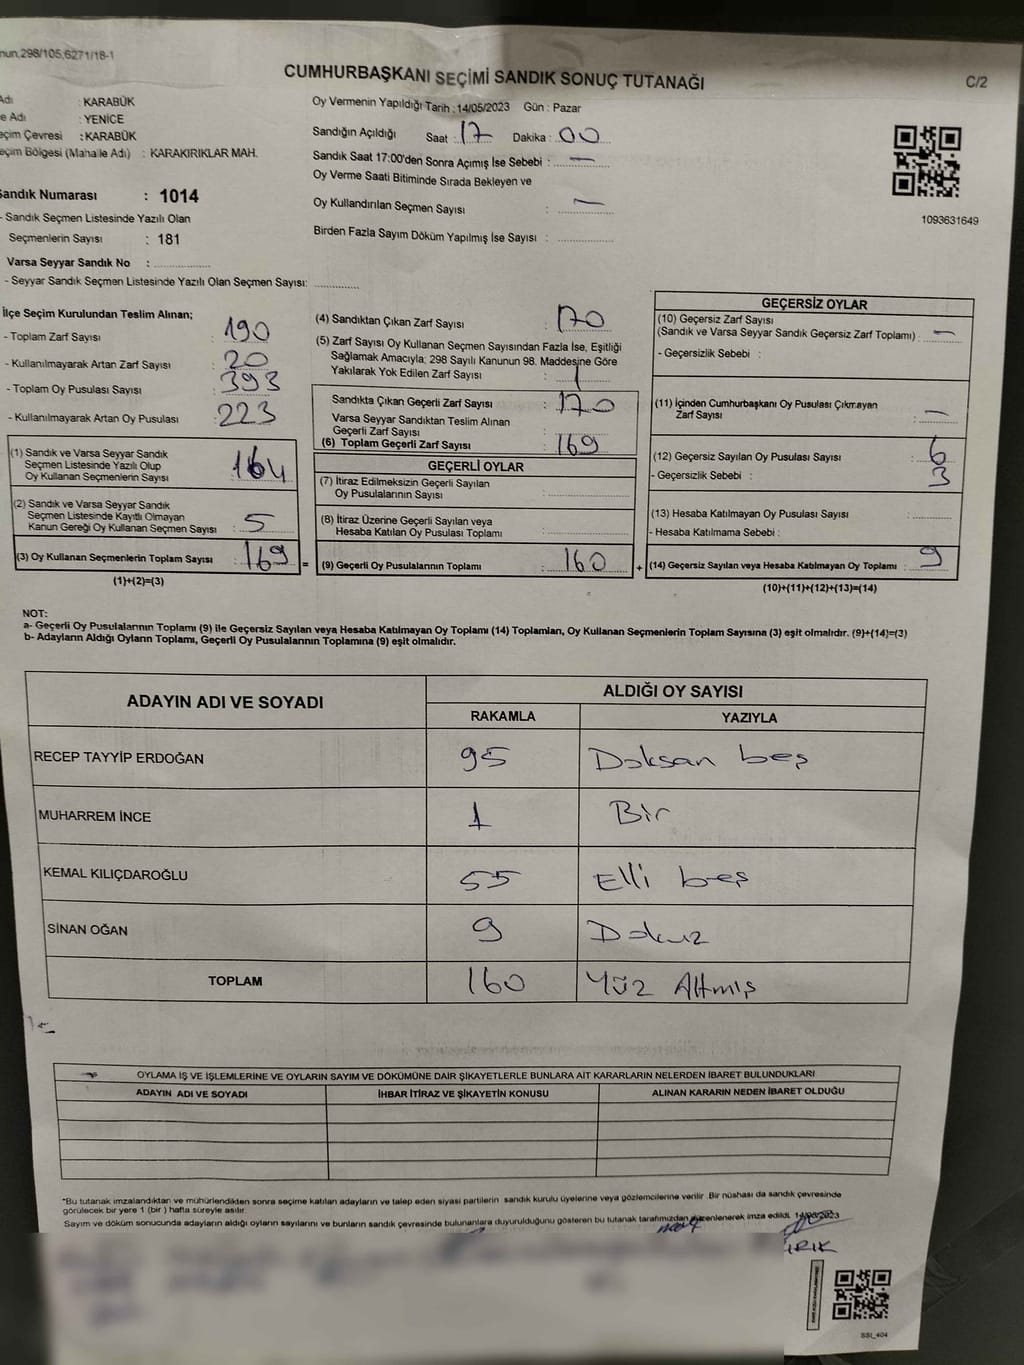 nun,298/105,6271/18-1
CUMHURBAŞKANI SEÇİMİ SANDIK SONUÇ TUTANAĞI
C/2
Adı : KARABÜK
e Adı : YENİCE
eçim Çevresi : KARABÜK
eçim Bölgesi (Mahalle Adı) : KARAKIRIKLAR MAH.
Sandık Numarası : 1014
- Sandık Seçmen Listesinde Yazılı Olan
Seçmenlerin Sayısı : 181
Varsa Seyyar Sandık No :
- Seyyar Sandık Seçmen Listesinde Yazılı Olan Seçmen Sayısı:
Oy Vermenin Yapıldığı Tarih : 14/05/2023 Gün : Pazar
Sandığın Açıldığı Saat : 17 Dakika : 00
Sandık Saat 17:00'den Sonra Açımış İse Sebebi : —
Oy Verme Saati Bitiminde Sırada Bekleyen ve
Oy Kullandırılan Seçmen Sayısı : —
Birden Fazla Sayım Döküm Yapılmış İse Sayısı :
1093631649
İlçe Seçim Kurulundan Teslim Alınan;
- Toplam Zarf Sayısı : 190
- Kullanılmayarak Artan Zarf Sayısı : 20
- Toplam Oy Pusulası Sayısı : 393
- Kullanılmayarak Artan Oy Pusulası : 223
(1) Sandık ve Varsa Seyyar Sandık
Seçmen Listesinde Yazılı Olup
Oy Kullanan Seçmenlerin Sayısı : 164
(2) Sandık ve Varsa Seyyar Sandık
Seçmen Listesinde Kayıtlı Olmayan
Kanun Gereği Oy Kullanan Seçmen Sayısı : 5
(3) Oy Kullanan Seçmenlerin Toplam Sayısı : 169 =
(1)+(2)=(3)
(4) Sandıktan Çıkan Zarf Sayısı : 170
(5) Zarf Sayısı Oy Kullanan Seçmen Sayısından Fazla İse, Eşitliği
Sağlamak Amacıyla; 298 Sayılı Kanunun 98. Maddesine Göre
Yakılarak Yok Edilen Zarf Sayısı : 1
Sandıkta Çıkan Geçerli Zarf Sayısı : 170
Varsa Seyyar Sandıktan Teslim Alınan
Geçerli Zarf Sayısı :
(6) Toplam Geçerli Zarf Sayısı : 169
GEÇERLİ OYLAR
(7) İtiraz Edilmeksizin Geçerli Sayılan
Oy Pusulalarının Sayısı :
(8) İtiraz Üzerine Geçerli Sayılan veya
Hesaba Katılan Oy Pusulası Toplamı :
(9) Geçerli Oy Pusulalarının Toplamı : 160 +
GEÇERSİZ OYLAR
(10) Geçersiz Zarf Sayısı
(Sandık ve Varsa Seyyar Sandık Geçersiz Zarf Toplamı) : —
- Geçersizlik Sebebi :
(11) İçinden Cumhurbaşkanı Oy Pusulası Çıkmayan
Zarf Sayısı : —
(12) Geçersiz Sayılan Oy Pusulası Sayısı : 6
- Geçersizlik Sebebi : 3
(13) Hesaba Katılmayan Oy Pusulası Sayısı :
- Hesaba Katılmama Sebebi :
(14) Geçersiz Sayılan veya Hesaba Katılmayan Oy Toplamı : 9
(10)+(11)+(12)+(13)=(14)
NOT:
a- Geçerli Oy Pusulalarının Toplamı (9) ile Geçersiz Sayılan veya Hesaba Katılmayan Oy Toplamı (14) Toplamları, Oy Kullanan Seçmenlerin Toplam Sayısına (3) eşit olmalıdır. (9)+(14)=(3)
b- Adayların Aldığı Oyların Toplamı, Geçerli Oy Pusulalarının Toplamına (9) eşit olmalıdır.
ADAYIN ADI VE SOYADI ALDIĞI OY SAYISI
RAKAMLA YAZIYLA
RECEP TAYYİP ERDOĞAN 95 Doksan beş
MUHARREM İNCE 1 Bir
KEMAL KILIÇDAROĞLU 55 Elli beş
SİNAN OĞAN 9 Dokuz
TOPLAM 160 Yüz Altmış
OYLAMA İŞ VE İŞLEMLERİNE VE OYLARIN SAYIM VE DÖKÜMÜNE DAİR ŞİKAYETLERLE BUNLARA AİT KARARLARIN NELERDEN İBARET BULUNDUKLARI
ADAYIN ADI VE SOYADI İHBAR İTİRAZ VE ŞİKAYETİN KONUSU ALINAN KARARIN NEDEN İBARET OLDUĞU
*Bu tutanak imzalandıktan ve mühürlendikten sonra seçime katılan adayların ve talep eden siyasi partilerin sandık kurulu üyelerine veya gözlemcilerine verilir. Bir nüshası da sandık çevresinde
görülecek bir yere 1 (bir) hafta süreyle asılır.
Sayım ve döküm sonucunda adayların aldığı oyların sayılarını ve bunların sandık çevresinde bulunanlara duyurulduğunu gösteren bu tutanak tarafımızdan düzenlenerek imza edildi. 14/05/2023
SSI_404